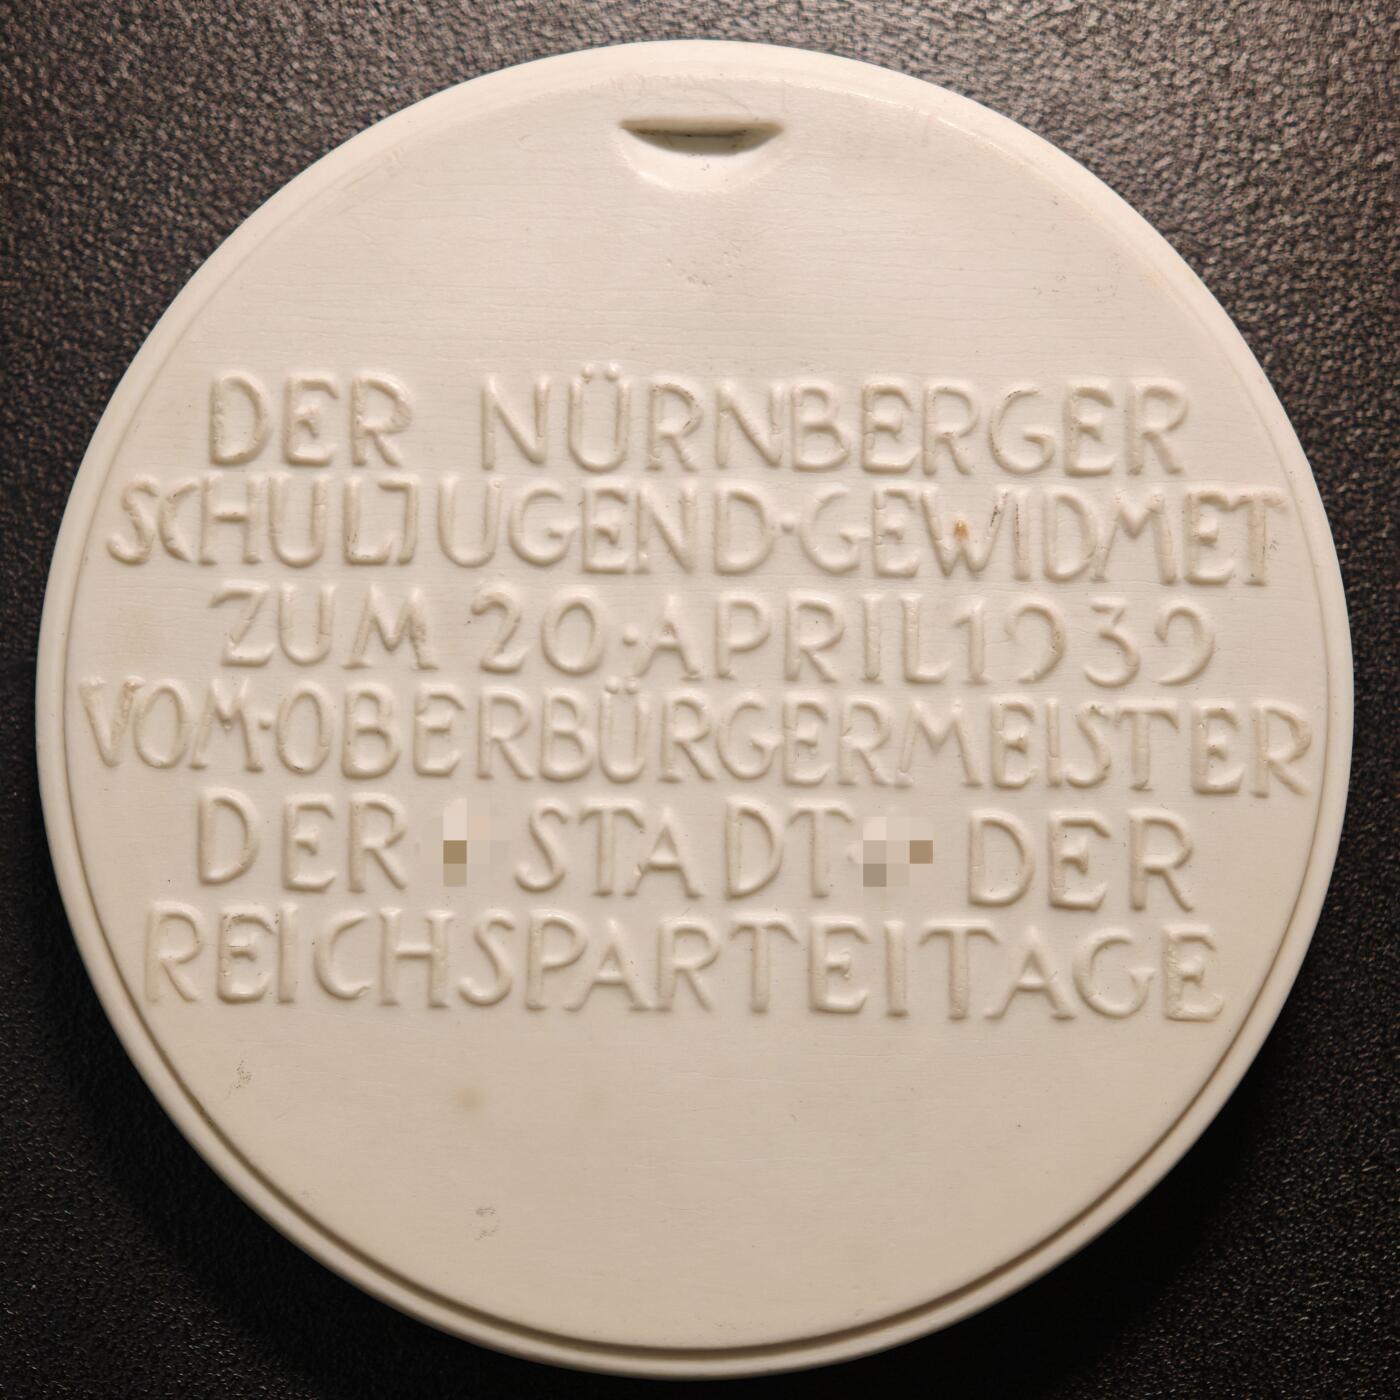 DER NÜRNBERGER
SCHULJUGEND·GEWIDMET
ZUM 20·APRIL 1939
VOM·OBERBÜRGERMEISTER
DER STADT· DER
REICHSPARTEITAGE